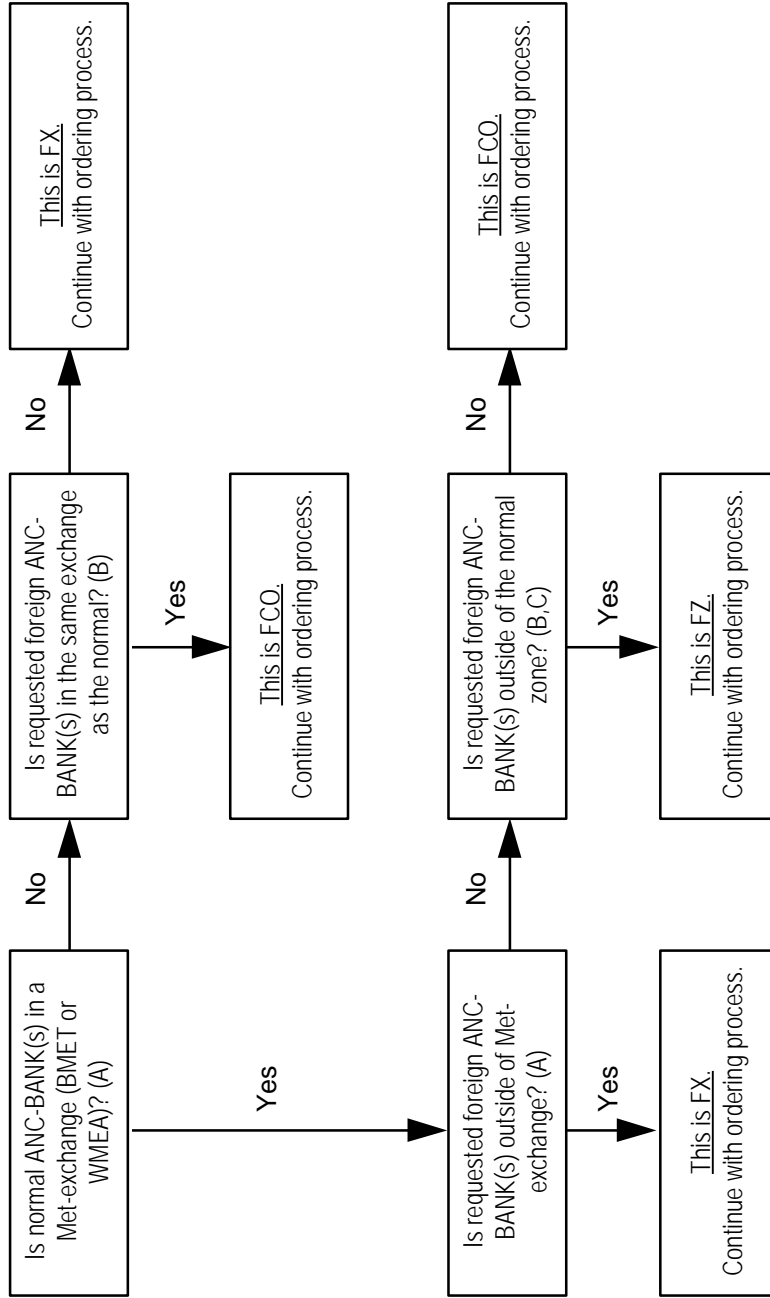 Is normal ANC-BANK(s) in a
Met-exchange (BMET or
WMEA)? (A)
No
Is requested foreign ANC-
BANK(s) in the same exchange
as the normal? (B)
No
This is FX.
Continue with ordering process.
Yes
Yes
This is FCO.
Continue with ordering process.
Is requested foreign ANC-
BANK(s) outside of Met-
exchange? (A)
No
Is requested foreign ANC-
BANK(s) outside of the normal
zone? (B,C)
No
This is FCO.
Continue with ordering process.
Yes
Yes
This is FX.
Continue with ordering process.
This is FZ.
Continue with ordering process.